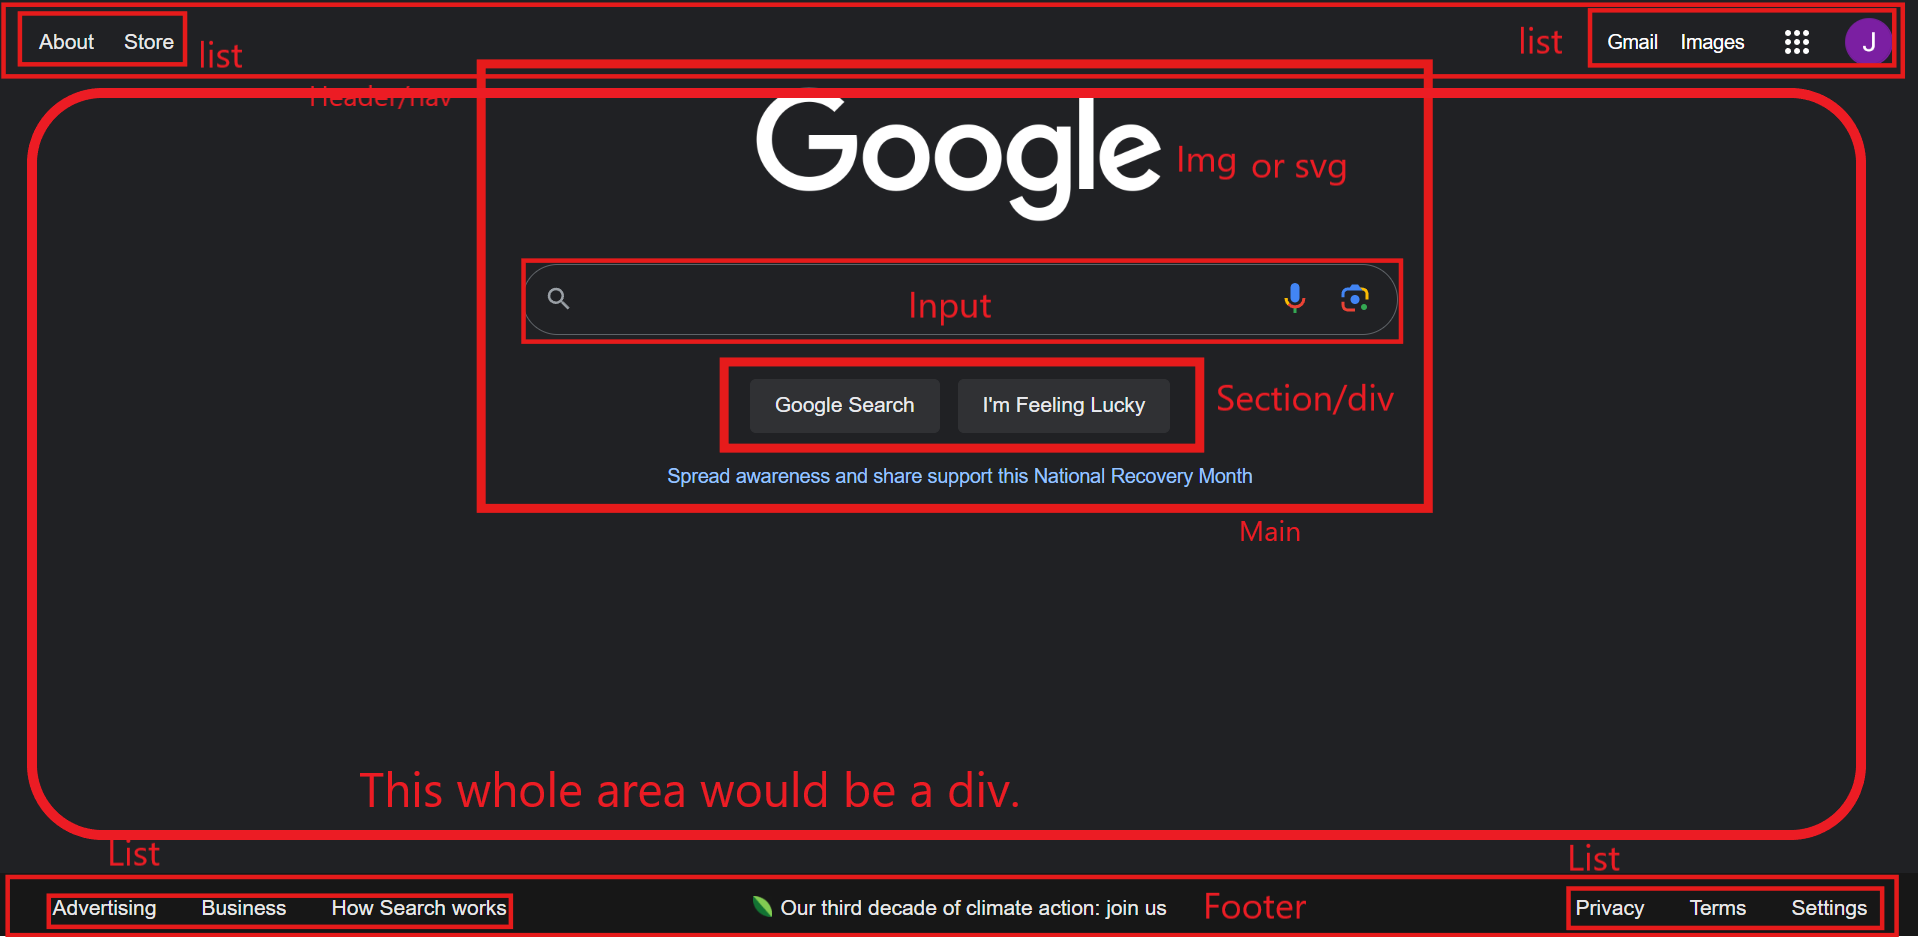 About Store list list Gmail Images J
Header/nav
Google Img or svg
Input
Google Search I'm Feeling Lucky Section/div
Spread awareness and share support this National Recovery Month
Main
This whole area would be a div.
List List
Advertising Business How Search works Our third decade of climate action: join us Footer Privacy Terms Settings